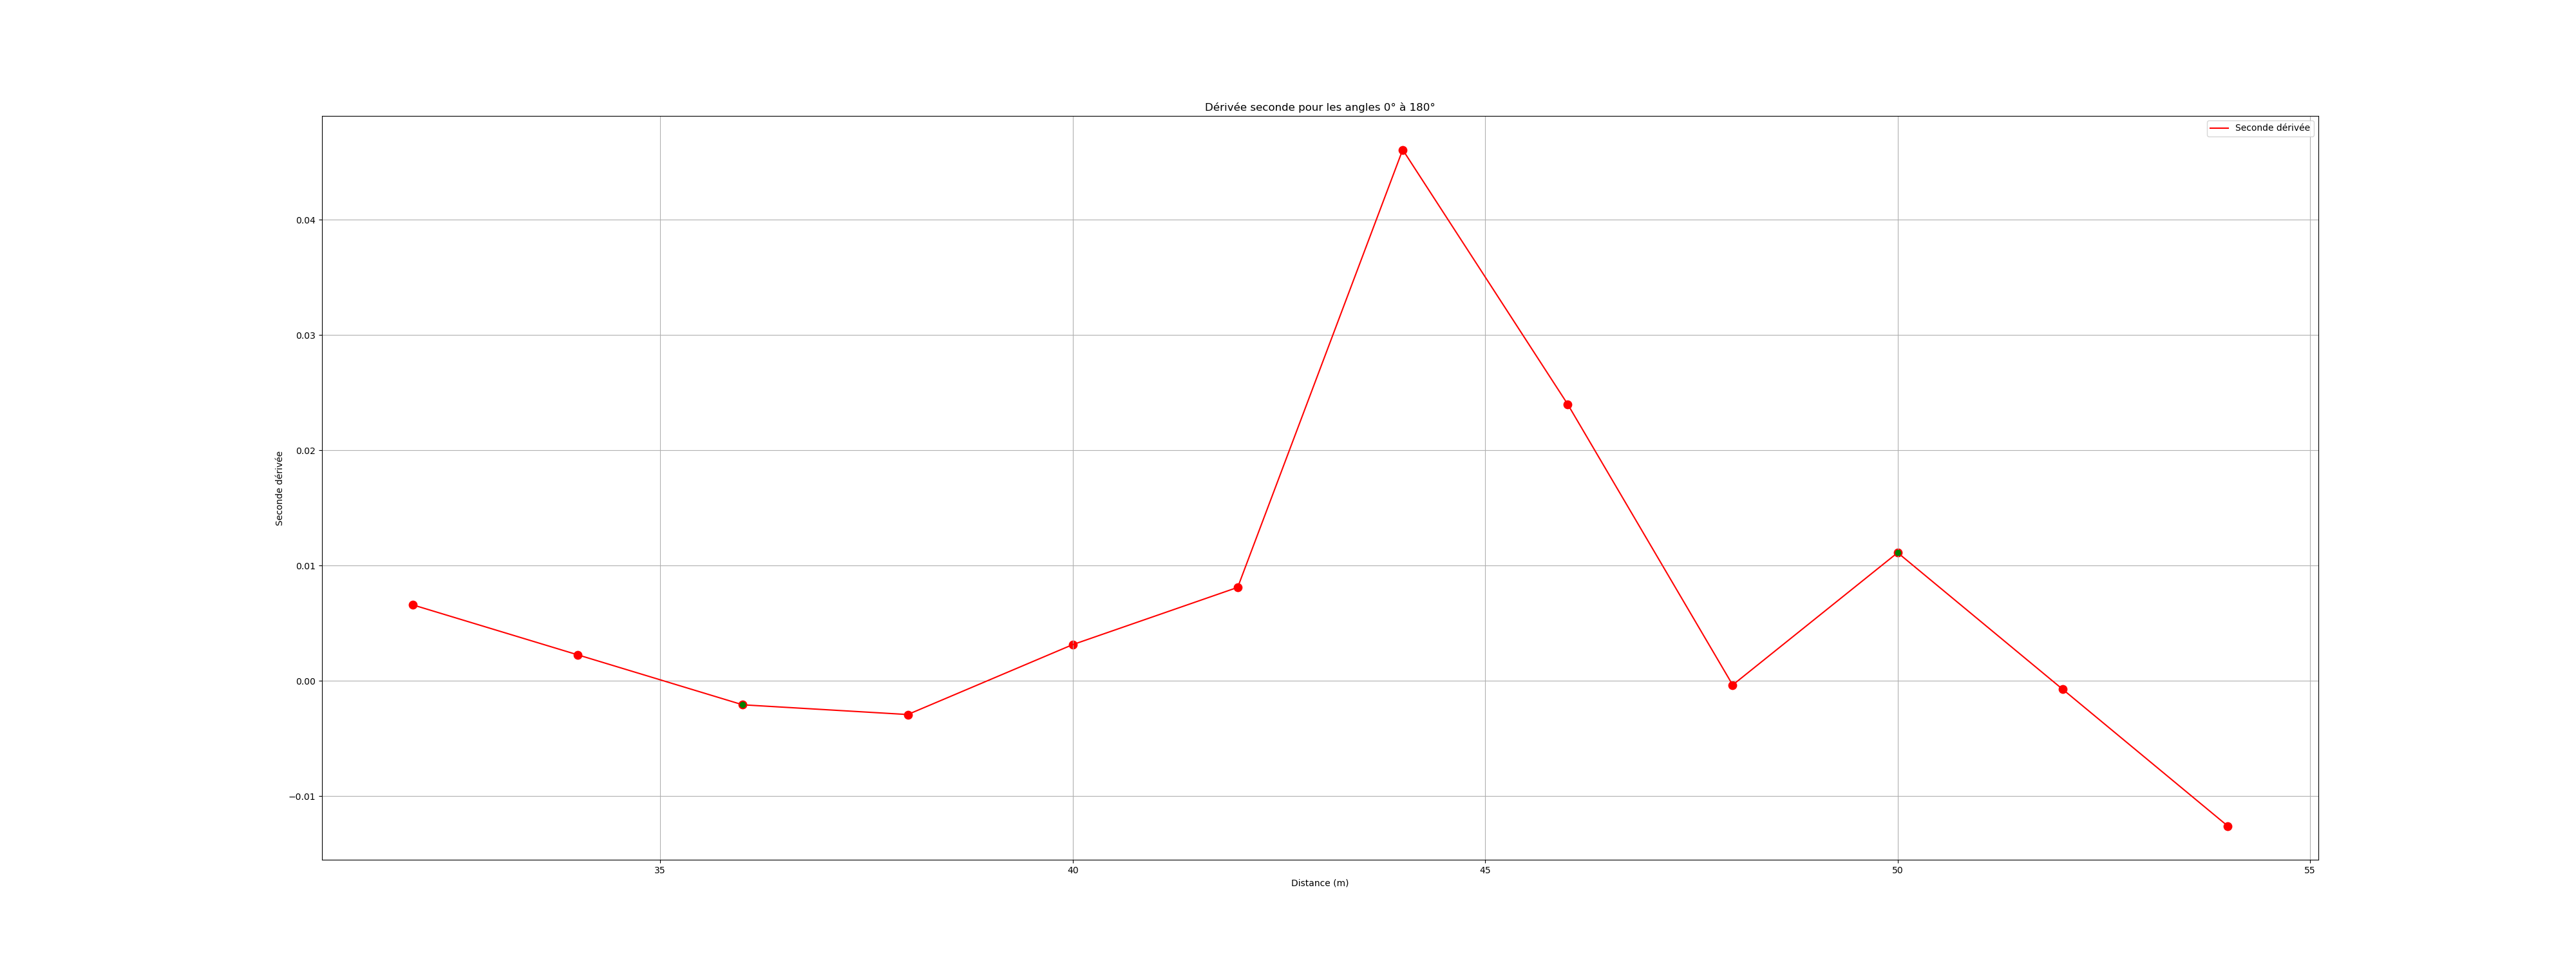 Dérivée seconde pour les angles 0° à 180°
Seconde dérivée
0.04
0.03
0.02
0.01
0.00
−0.01
Seconde dérivée
35
40
45
50
55
Distance (m)